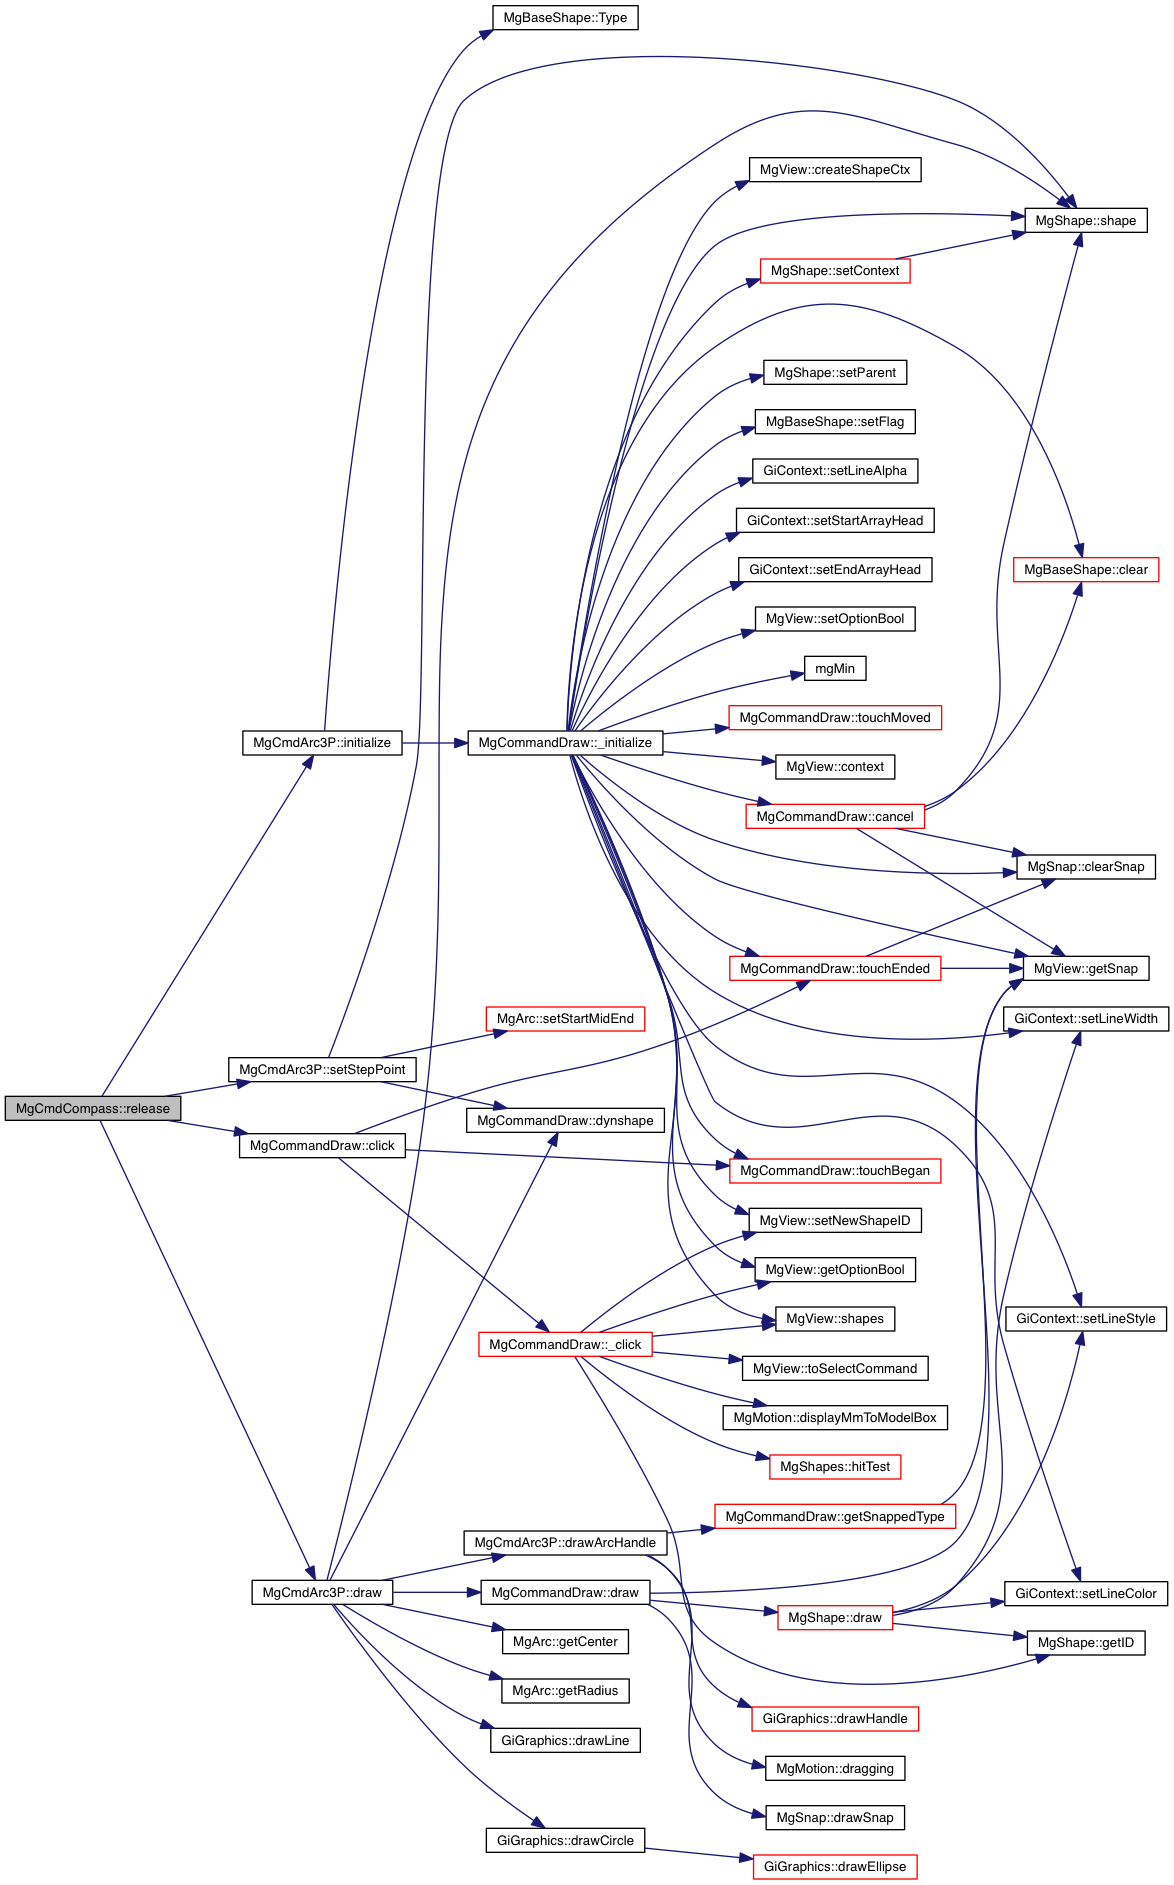 MgBaseShape::Type
MgView::createShapeCtx
MgShape::shape
MgShape::setContext
MgShape::setParent
MgBaseShape::setFlag
GiContext::setLineAlpha
GiContext::setStartArrayHead
GiContext::setEndArrayHead
MgBaseShape::clear
MgView::setOptionBool
mgMin
MgCommandDraw::touchMoved
MgCmdArc3P::initialize
MgCommandDraw::_initialize
MgView::context
MgCommandDraw::cancel
MgSnap::clearSnap
MgCommandDraw::touchEnded
MgView::getSnap
MgArc::setStartMidEnd
GiContext::setLineWidth
MgCmdArc3P::setStepPoint
MgCmdCompass::release
MgCommandDraw::dynshape
MgCommandDraw::click
MgCommandDraw::touchBegan
MgView::setNewShapeID
MgView::getOptionBool
MgView::shapes
GiContext::setLineStyle
MgCommandDraw::_click
MgView::toSelectCommand
MgMotion::displayMmToModelBox
MgShapes::hitTest
MgCommandDraw::getSnappedType
MgCmdArc3P::drawArcHandle
MgCmdArc3P::draw
MgCommandDraw::draw
GiContext::setLineColor
MgShape::draw
MgArc::getCenter
MgShape::getID
MgArc::getRadius
GiGraphics::drawHandle
GiGraphics::drawLine
MgMotion::dragging
MgSnap::drawSnap
GiGraphics::drawCircle
GiGraphics::drawEllipse